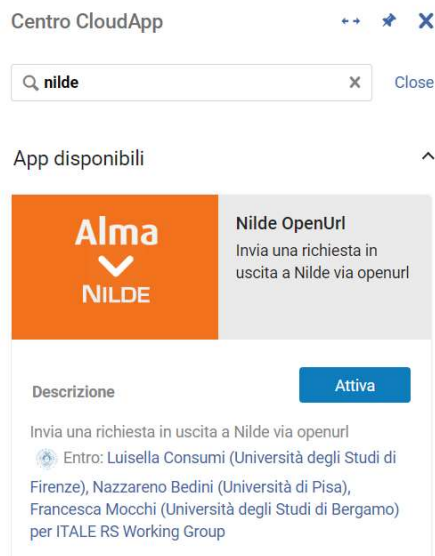 Centro CloudApp
nilde
Close
App disponibili
Alma
NILDE
Nilde OpenUrl
Invia una richiesta in
uscita a Nilde via openurl
Descrizione
Attiva
Invia una richiesta in uscita a Nilde via openurl
Entro: Luisella Consumi (Università degli Studi di
Firenze), Nazzareno Bedini (Università di Pisa),
Francesca Mocchi (Università degli Studi di Bergamo)
per ITALE RS Working Group